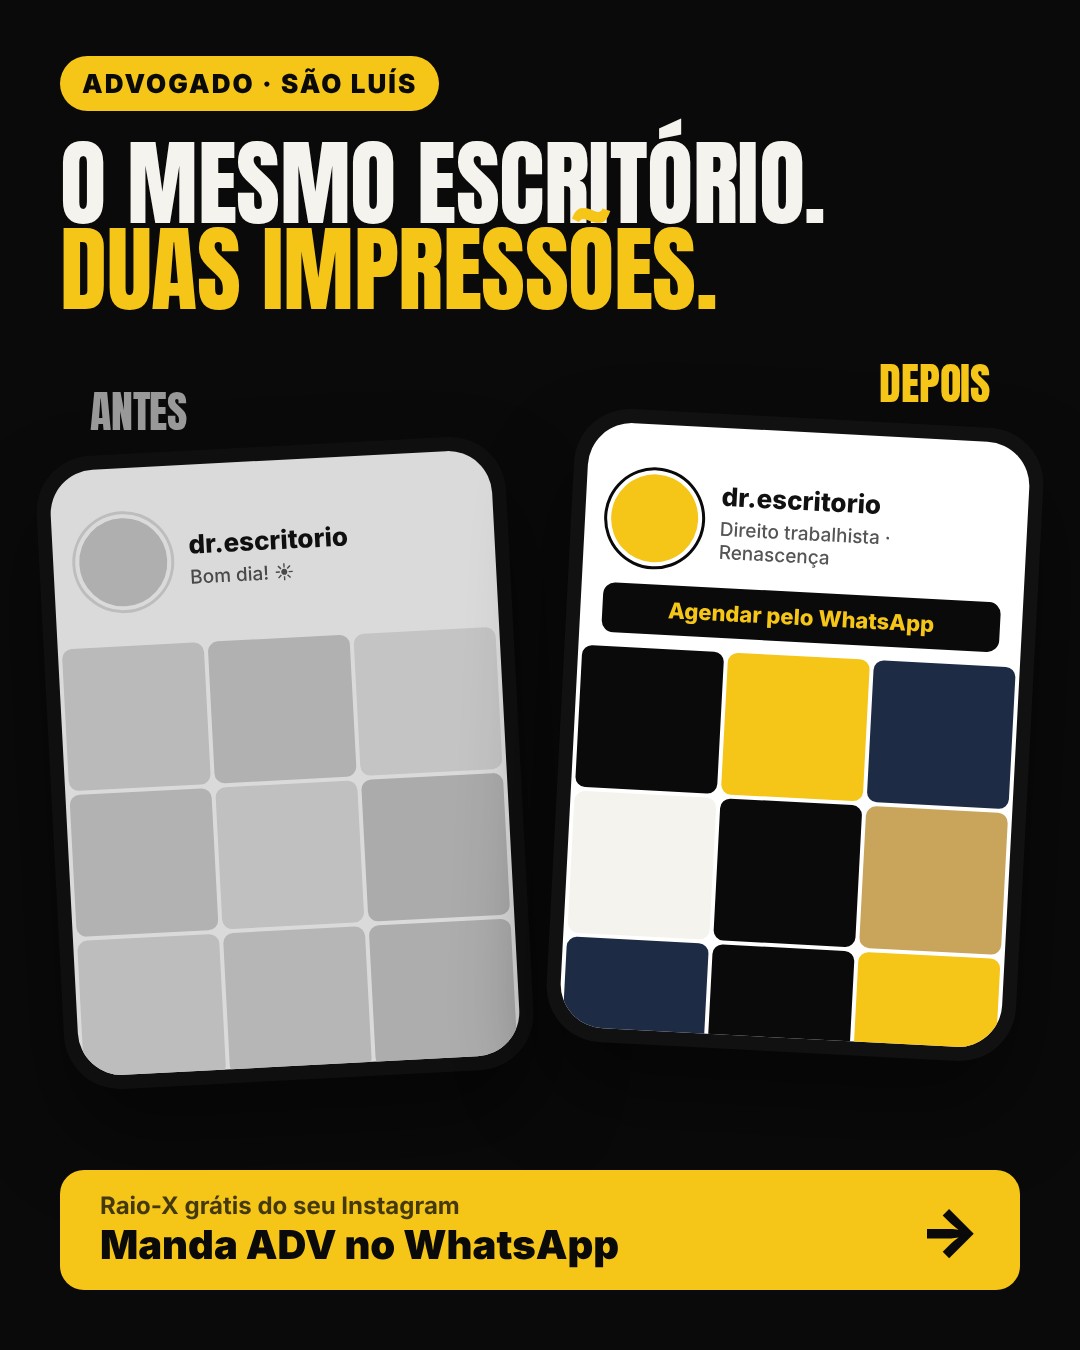 ADVOGADO · SÃO LUÍS
O MESMO ESCRITÓRIO.
DUAS IMPRESSÕES.
ANTES
dr.escritorio
Bom dia! ☀
DEPOIS
dr.escritorio
Direito trabalhista ·
Renascença
Agendar pelo WhatsApp
Raio-X grátis do seu Instagram
Manda ADV no WhatsApp